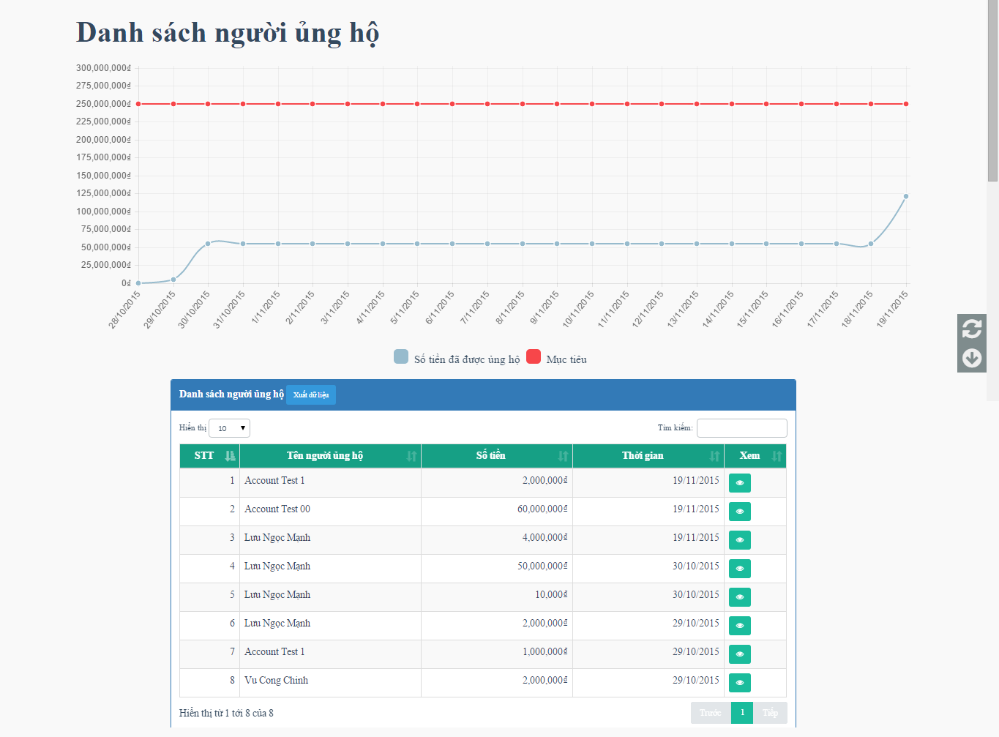 Danh sách người ủng hộ
300,000,000₫
275,000,000₫
250,000,000₫
225,000,000₫
200,000,000₫
175,000,000₫
150,000,000₫
125,000,000₫
100,000,000₫
75,000,000₫
50,000,000₫
25,000,000₫
0₫
28/10/2015 29/10/2015 30/10/2015 31/10/2015 1/11/2015 2/11/2015 3/11/2015 4/11/2015 5/11/2015 6/11/2015 7/11/2015 8/11/2015 9/11/2015 10/11/2015 11/11/2015 12/11/2015 13/11/2015 14/11/2015 15/11/2015 16/11/2015 17/11/2015 18/11/2015 19/11/2015
Số tiền đã được ủng hộ Mục tiêu
Danh sách người ủng hộ Xuất dữ liệu
Hiển thị 10 Tìm kiếm:
STT Tên người ủng hộ Số tiền Thời gian Xem
1 Account Test 1 2,000,000₫ 19/11/2015
2 Account Test 00 60,000,000₫ 19/11/2015
3 Lưu Ngọc Mạnh 4,000,000₫ 19/11/2015
4 Lưu Ngọc Mạnh 50,000,000₫ 30/10/2015
5 Lưu Ngọc Mạnh 10,000₫ 30/10/2015
6 Lưu Ngọc Mạnh 2,000,000₫ 29/10/2015
7 Account Test 1 1,000,000₫ 29/10/2015
8 Vu Cong Chinh 2,000,000₫ 29/10/2015
Hiển thị từ 1 tới 8 của 8 Trước 1 Tiếp